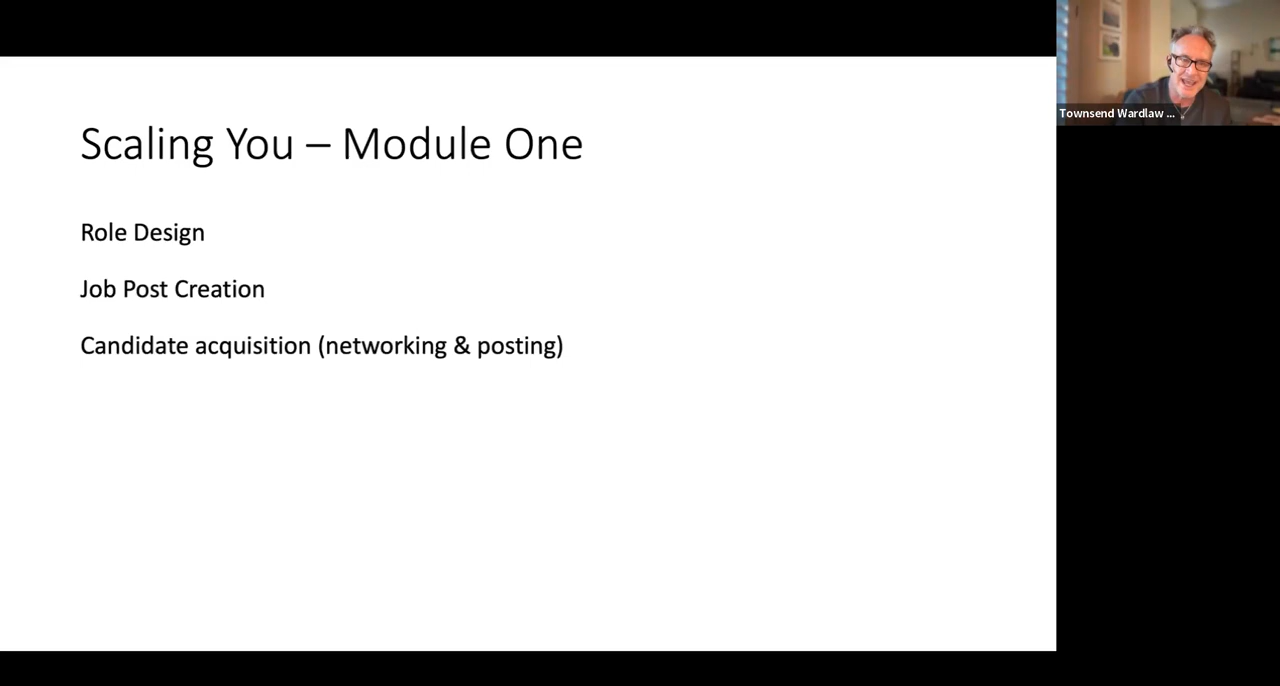 Scaling You – Module One
Role Design
Job Post Creation
Candidate acquisition (networking & posting)
Townsend Wardlaw ...